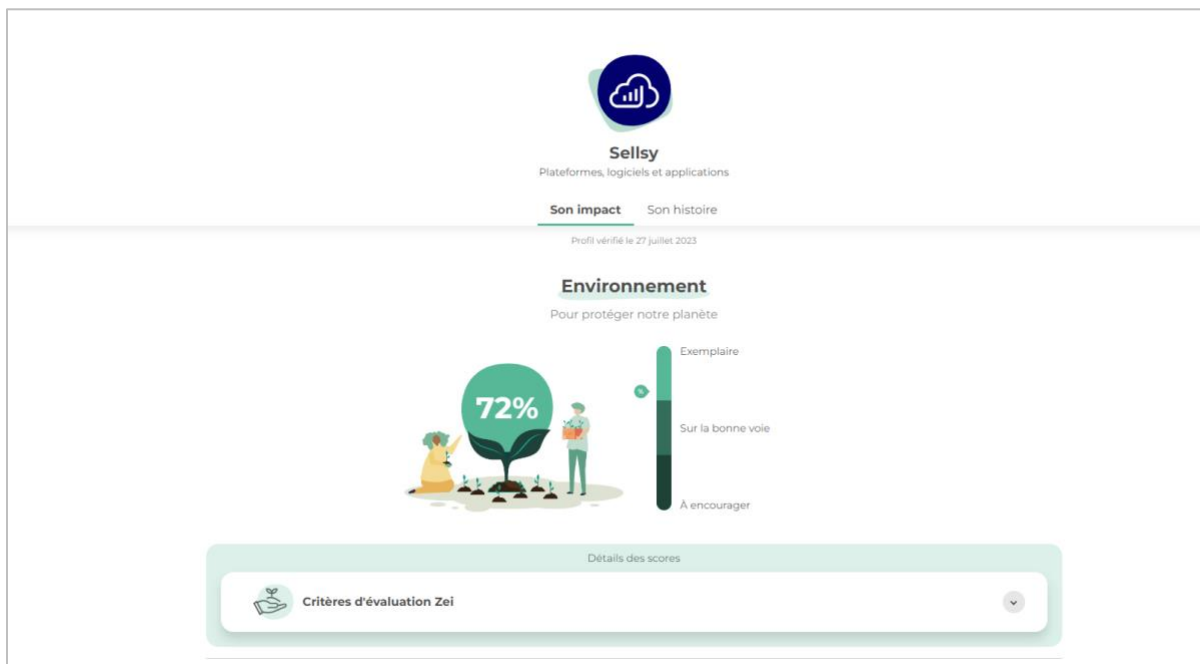 Sellsy
Plateformes, logiciels et applications
Son impact Son histoire
Profil vérifié le 27 juillet 2023
Environnement
Pour protéger notre planète
72%
%
Exemplaire
Sur la bonne voie
À encourager
Détails des scores
Critères d'évaluation Zei